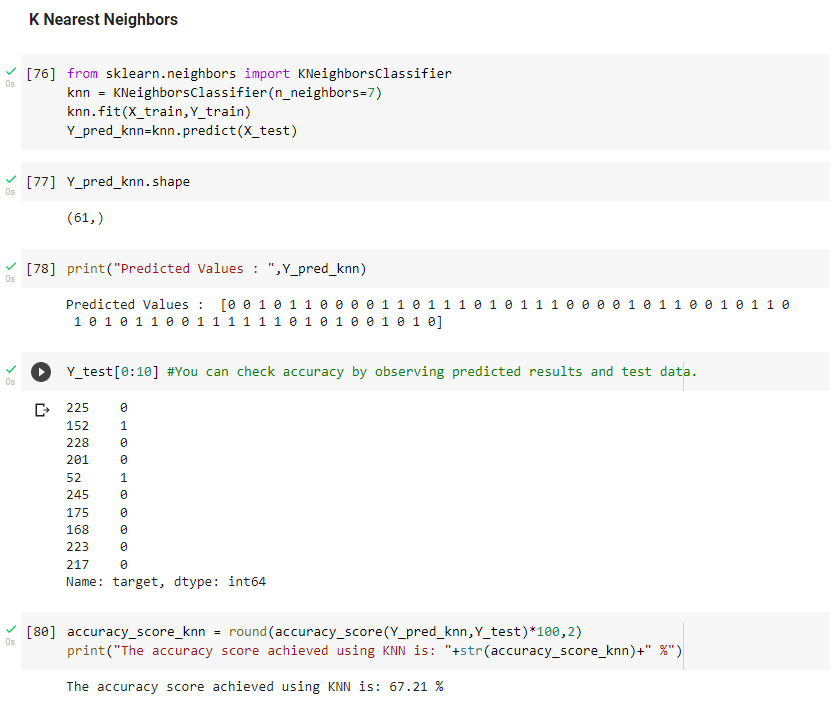 K Nearest Neighbors
[76] from sklearn.neighbors import KNeighborsClassifier
knn = KNeighborsClassifier(n_neighbors=7)
knn.fit(X_train,Y_train)
Y_pred_knn=knn.predict(X_test)
0s
[77] Y_pred_knn.shape
0s
(61,)
[78] print("Predicted Values : ",Y_pred_knn)
0s
Predicted Values :  [0 0 1 0 1 1 0 0 0 0 1 1 0 1 1 1 0 1 0 1 1 1 0 0 0 0 1 0 1 1 0 0 1 0 1 1 0
 1 0 1 0 1 1 0 0 1 1 1 1 1 1 0 1 0 1 0 0 1 0 1 0]
Y_test[0:10] #You can check accuracy by observing predicted results and test data.
0s
225    0
152    1
228    0
201    0
52     1
245    0
175    0
168    0
223    0
217    0
Name: target, dtype: int64
[80] accuracy_score_knn = round(accuracy_score(Y_pred_knn,Y_test)*100,2)
0s
print("The accuracy score achieved using KNN is: "+str(accuracy_score_knn)+" %")
The accuracy score achieved using KNN is: 67.21 %